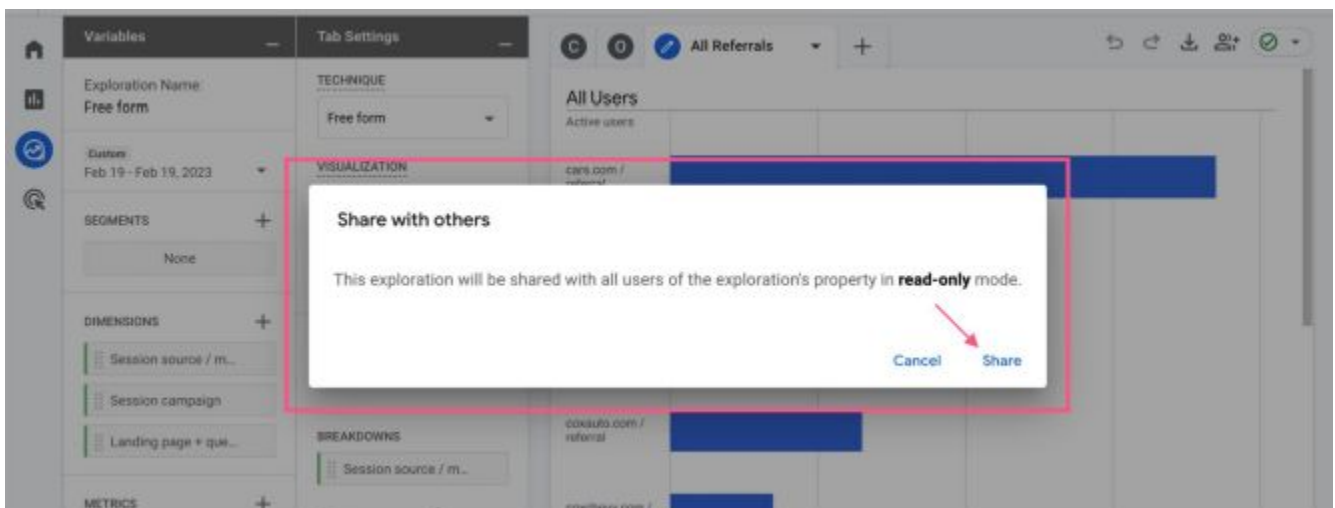 Variables
Tab Settings
C
O
All Referrals
Exploration Name:
Free form
TECHNIQUE
Free form
All Users
Active users
Custom
Feb 19 - Feb 19, 2023
VISUALIZATION
cars.com /
referral
SEGMENTS
None
Share with others
This exploration will be shared with all users of the exploration's property in read-only mode.
Cancel
Share
DIMENSIONS
Session source / m...
Session campaign
Landing page + que...
BREAKDOWNS
Session source / m...
coxauto.com /
referral
METRICS